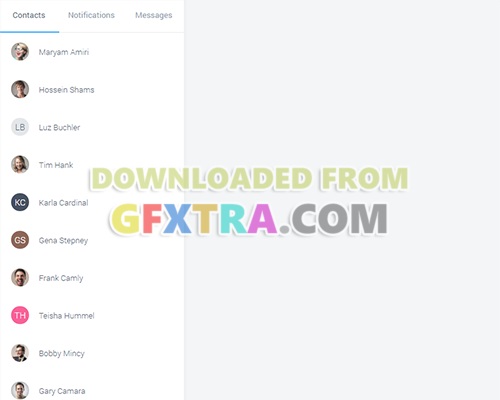 Contacts Notifications Messages
Maryam Amiri
Hossein Shams
LB Luz Buchler
Tim Hank
KC Karla Cardinal
GS Gena Stepney
Frank Camly
TH Teisha Hummel
Bobby Mincy
Gary Camara
DOWNLOADED FROM
GFXTRA.COM